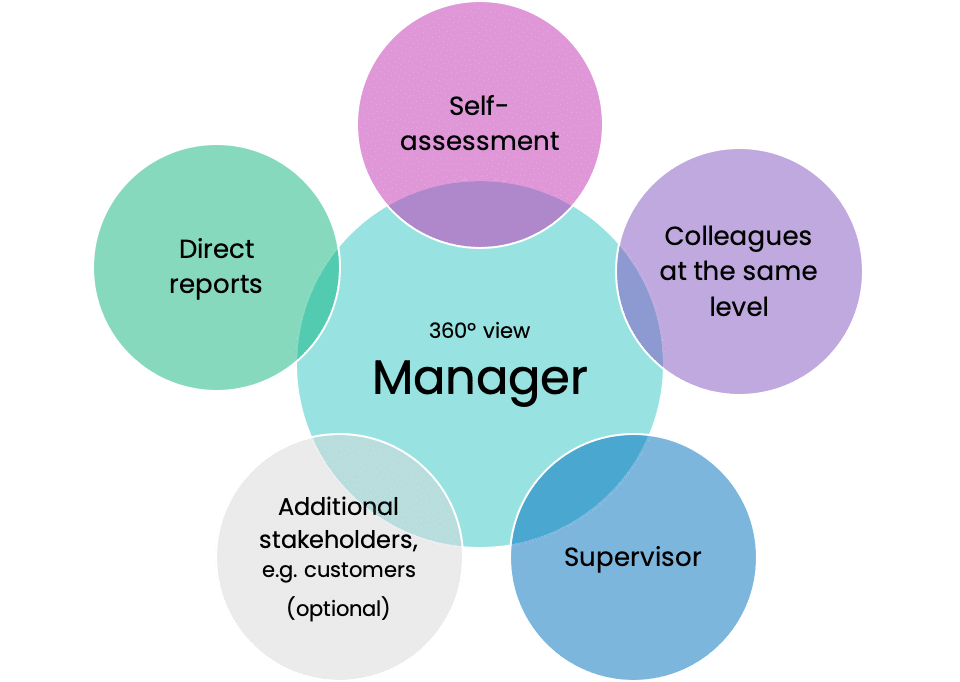 Self-
assessment
Direct
reports
Colleagues
at the same
level
360° view
Manager
Additional
stakeholders,
e.g. customers
(optional)
Supervisor